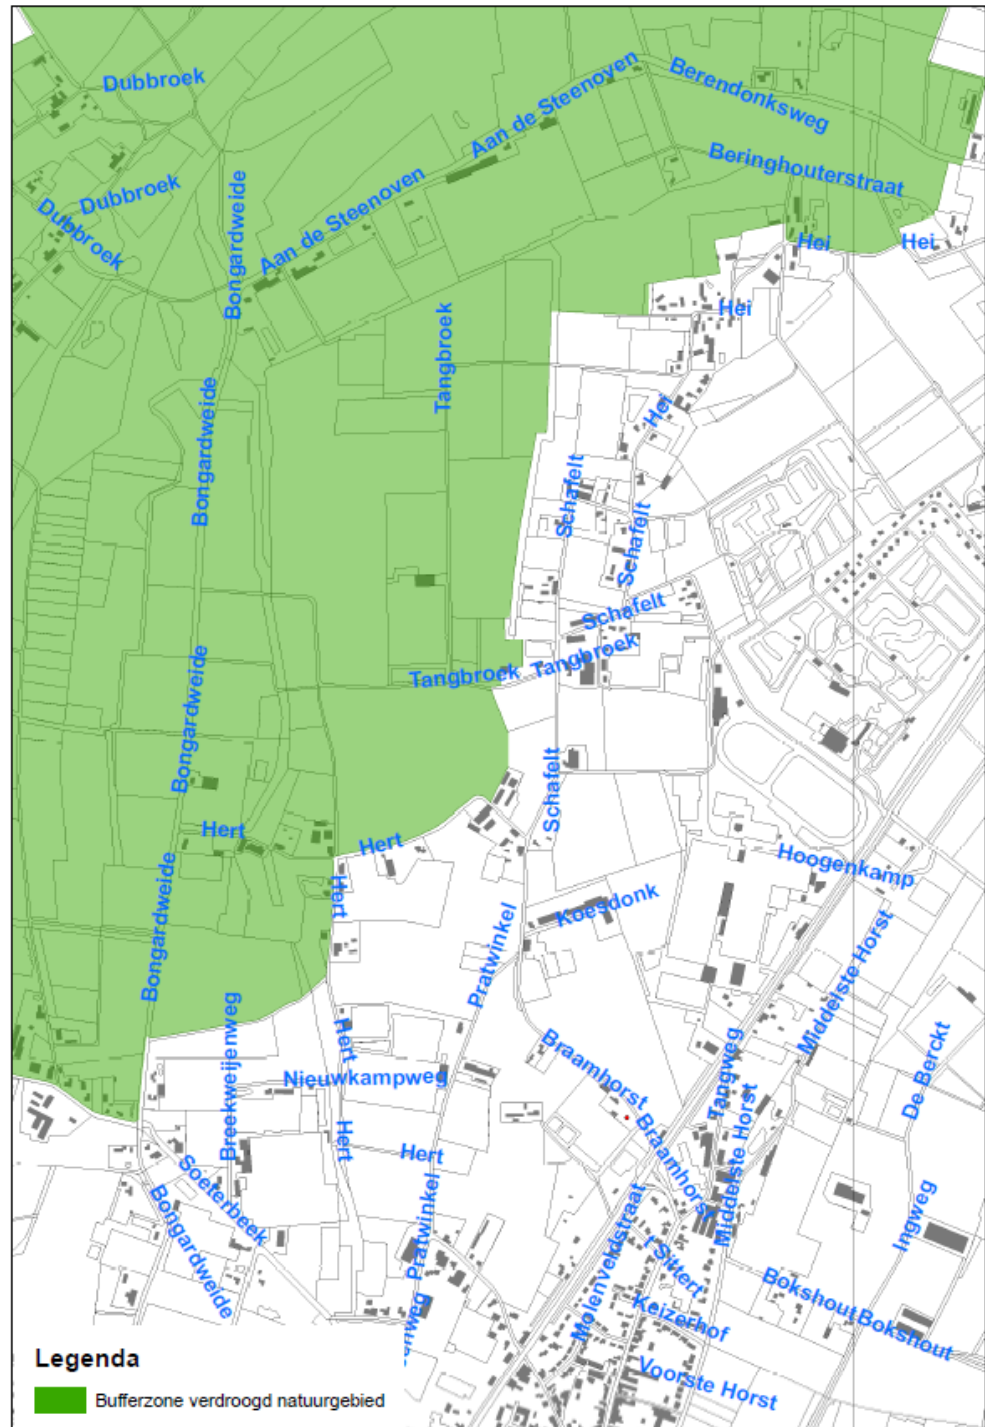 Dubbroek
Berendonksweg
Aan de Steenoven
Beringhouterstraat
Dubbroek
Dubbroek
Aan de Steenoven
Bongardweide
Hei
Hei
Hei
Tangbroek
Hei
Bongardweide
Schafelt
Schafelt
Schafelt
Tangbroek
Tangbroek
Bongardweide
Schafelt
Hert
Hert
Hoogenkamp
Hert
Koesdonk
Bongardweide
Pratwinkel
Middelste Horst
Hert
Breekweijenweg
Nieuwkampweg
Braamhorst
Tangweg
De Berckt
Hert
Hert
Braamhorst
Middelste Horst
Soeterbeek
Bongardweide
Pratwinkel
Molenveldstraat
t Sittert
Ingweg
Keizerhof
Bokshout
Bokshout
Voorste Horst
Legenda
Bufferzone verdroogd natuurgebied